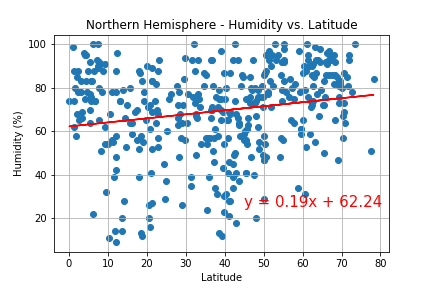 Northern Hemisphere - Humidity vs. Latitude
100
80
60
40
20
Humidity (%)
y = 0.19x + 62.24
0 10 20 30 40 50 60 70 80
Latitude